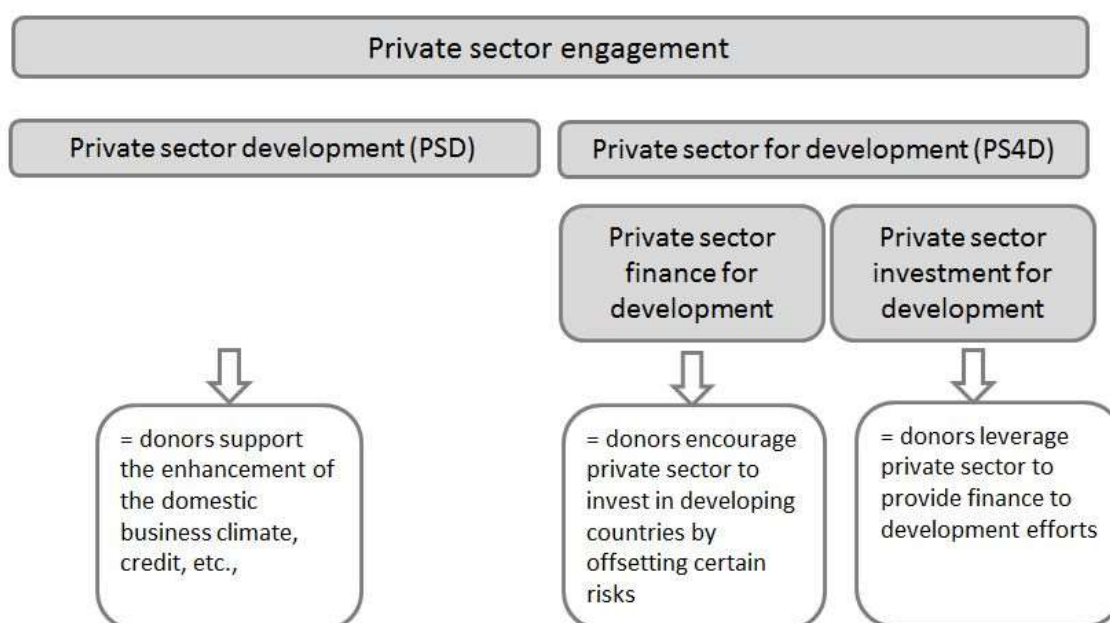 Private sector engagement
Private sector development (PSD)
Private sector for development (PS4D)
Private sector
finance for
development
Private sector
investment for
development
= donors support
the enhancement of
the domestic
business climate,
credit, etc.,
= donors encourage
private sector to
invest in developing
countries by
offsetting certain
risks
= donors leverage
private sector to
provide finance to
development efforts